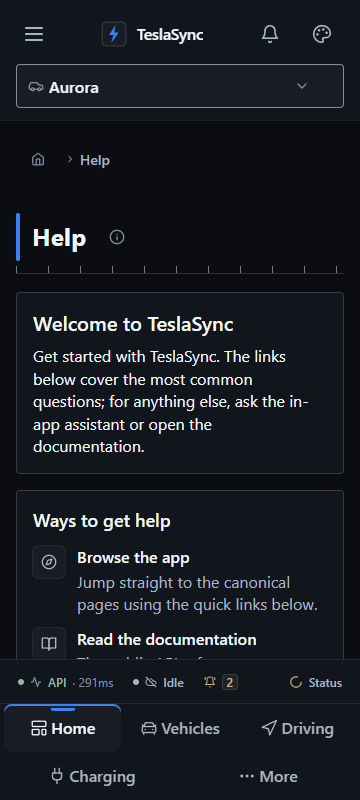 TeslaSync
Aurora
Help
Help
Welcome to TeslaSync
Get started with TeslaSync. The links
below cover the most common
questions; for anything else, ask the in-
app assistant or open the
documentation.
Ways to get help
Browse the app
Jump straight to the canonical
pages using the quick links below.
Read the documentation
API · 291ms
Idle
2
Status
Home
Vehicles
Driving
Charging
More